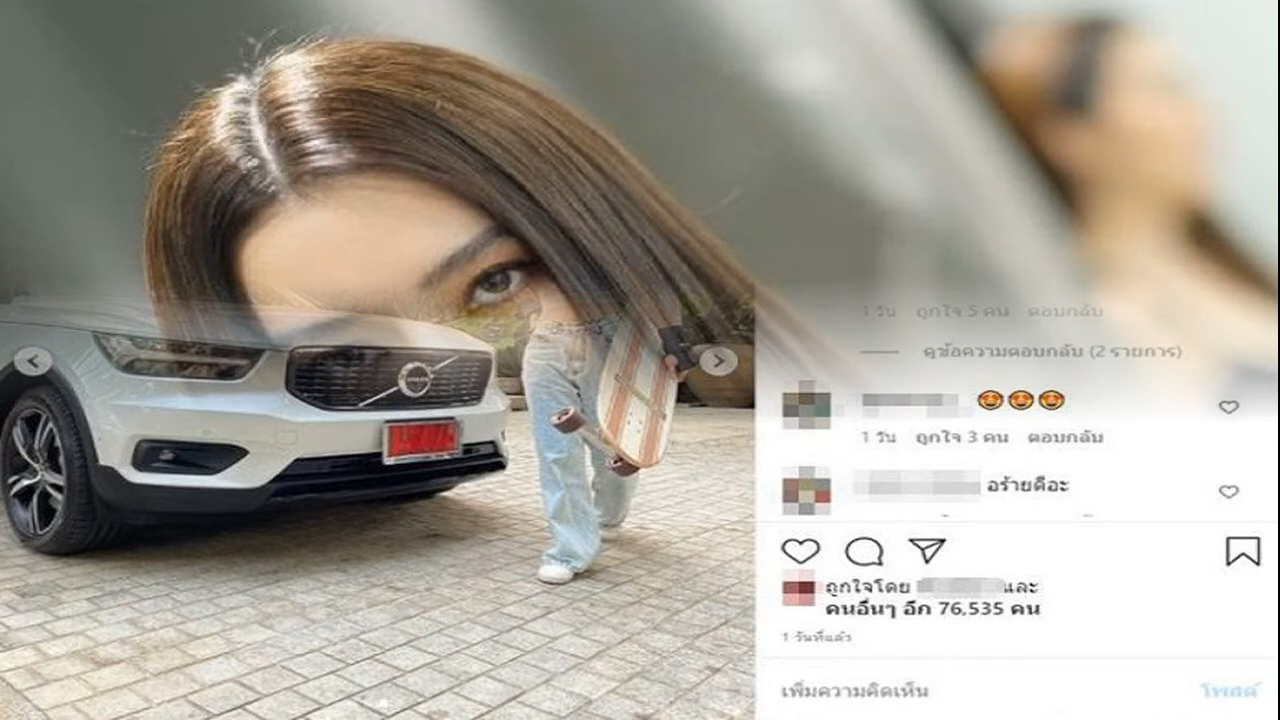 1 วัน ถูกใจ 5 คน ตอบกลับ
ดูข้อความตอบกลับ (2 รายการ)
1 วัน ถูกใจ 3 คน ตอบกลับ
อร้ายดีอะ
ถูกใจโดย และ
คนอื่นๆ อีก 76,535 คน
1 วันที่แล้ว
เพิ่มความคิดเห็น
โพสต์